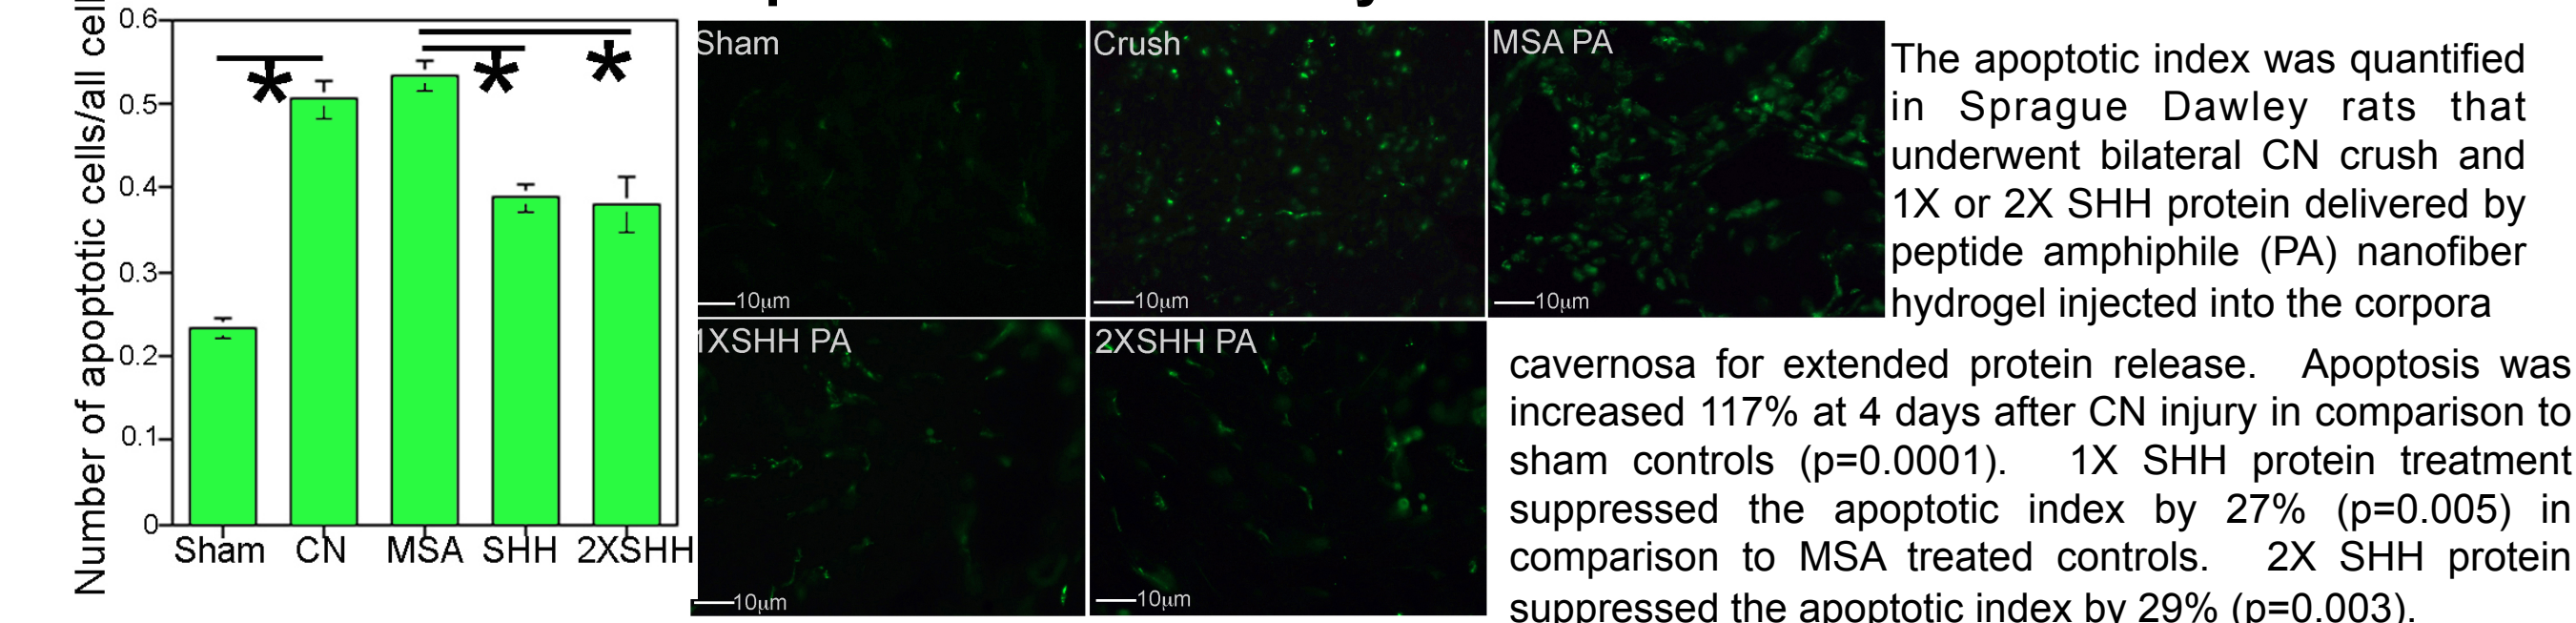 Number of apoptotic cells/all cell
0.6
0.5
0.4
0.3
0.2
0.1
0
Sham CN MSA SHH 2XSHH
*
*
*
Sham
10μm
Crush
10μm
MSA PA
10μm
1XSHH PA
10μm
2XSHH PA
10μm
The apoptotic index was quantified
in Sprague Dawley rats that
underwent bilateral CN crush and
1X or 2X SHH protein delivered by
peptide amphiphile (PA) nanofiber
hydrogel injected into the corpora
cavernosa for extended protein release. Apoptosis was
increased 117% at 4 days after CN injury in comparison to
sham controls (p=0.0001). 1X SHH protein treatment
suppressed the apoptotic index by 27% (p=0.005) in
comparison to MSA treated controls. 2X SHH protein
suppressed the apoptotic index by 29% (p=0.003).